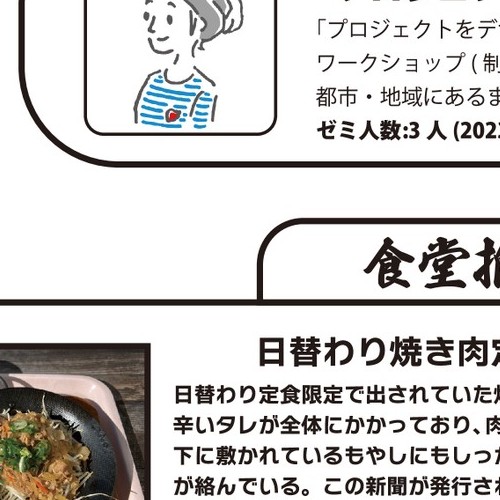 「プロジェクトをデ
ワークショップ ( 制
都市・地域にあるま
ゼミ人数:3 人 (202
食堂
日替わり焼き肉
日替わり定食限定で出されていた
辛いタレが全体にかかっており、肉
下に敷かれているもやしにもしっ
が絡んでいる。この新聞が発行さ